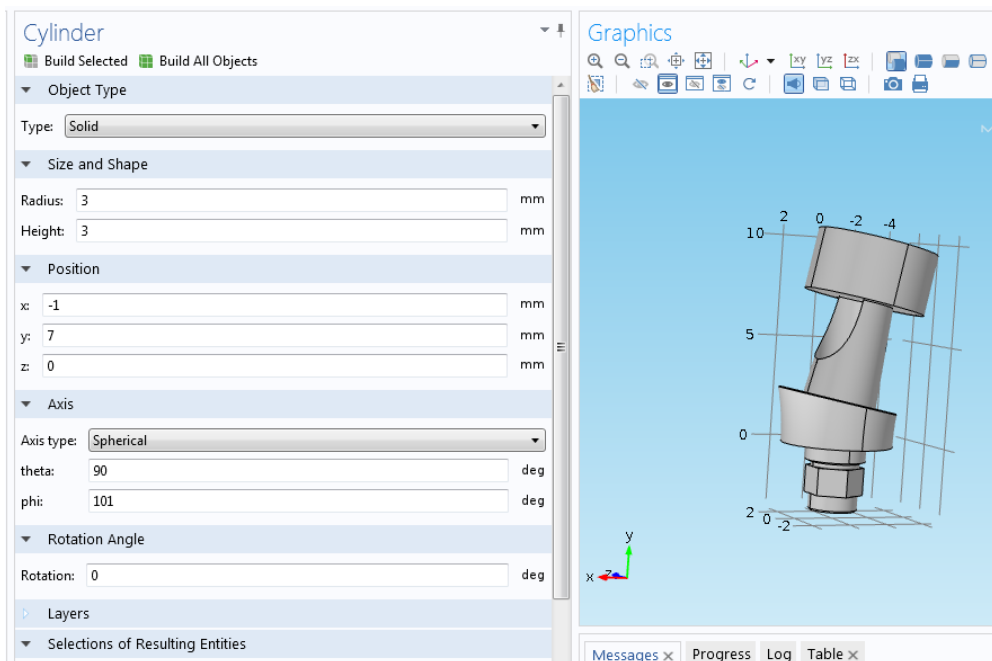 Cylinder
Build Selected Build All Objects
Object Type
Type: Solid
Size and Shape
Radius: 3 mm
Height: 3 mm
Position
x: -1 mm
y: 7 mm
z: 0 mm
Axis
Axis type: Spherical
theta: 90 deg
phi: 101 deg
Rotation Angle
Rotation: 0 deg
Layers
Selections of Resulting Entities
Graphics
xy yz zx
2 0 -2 -4
10
5
0
2 0 -2
y
x z
Messages Progress Log Table